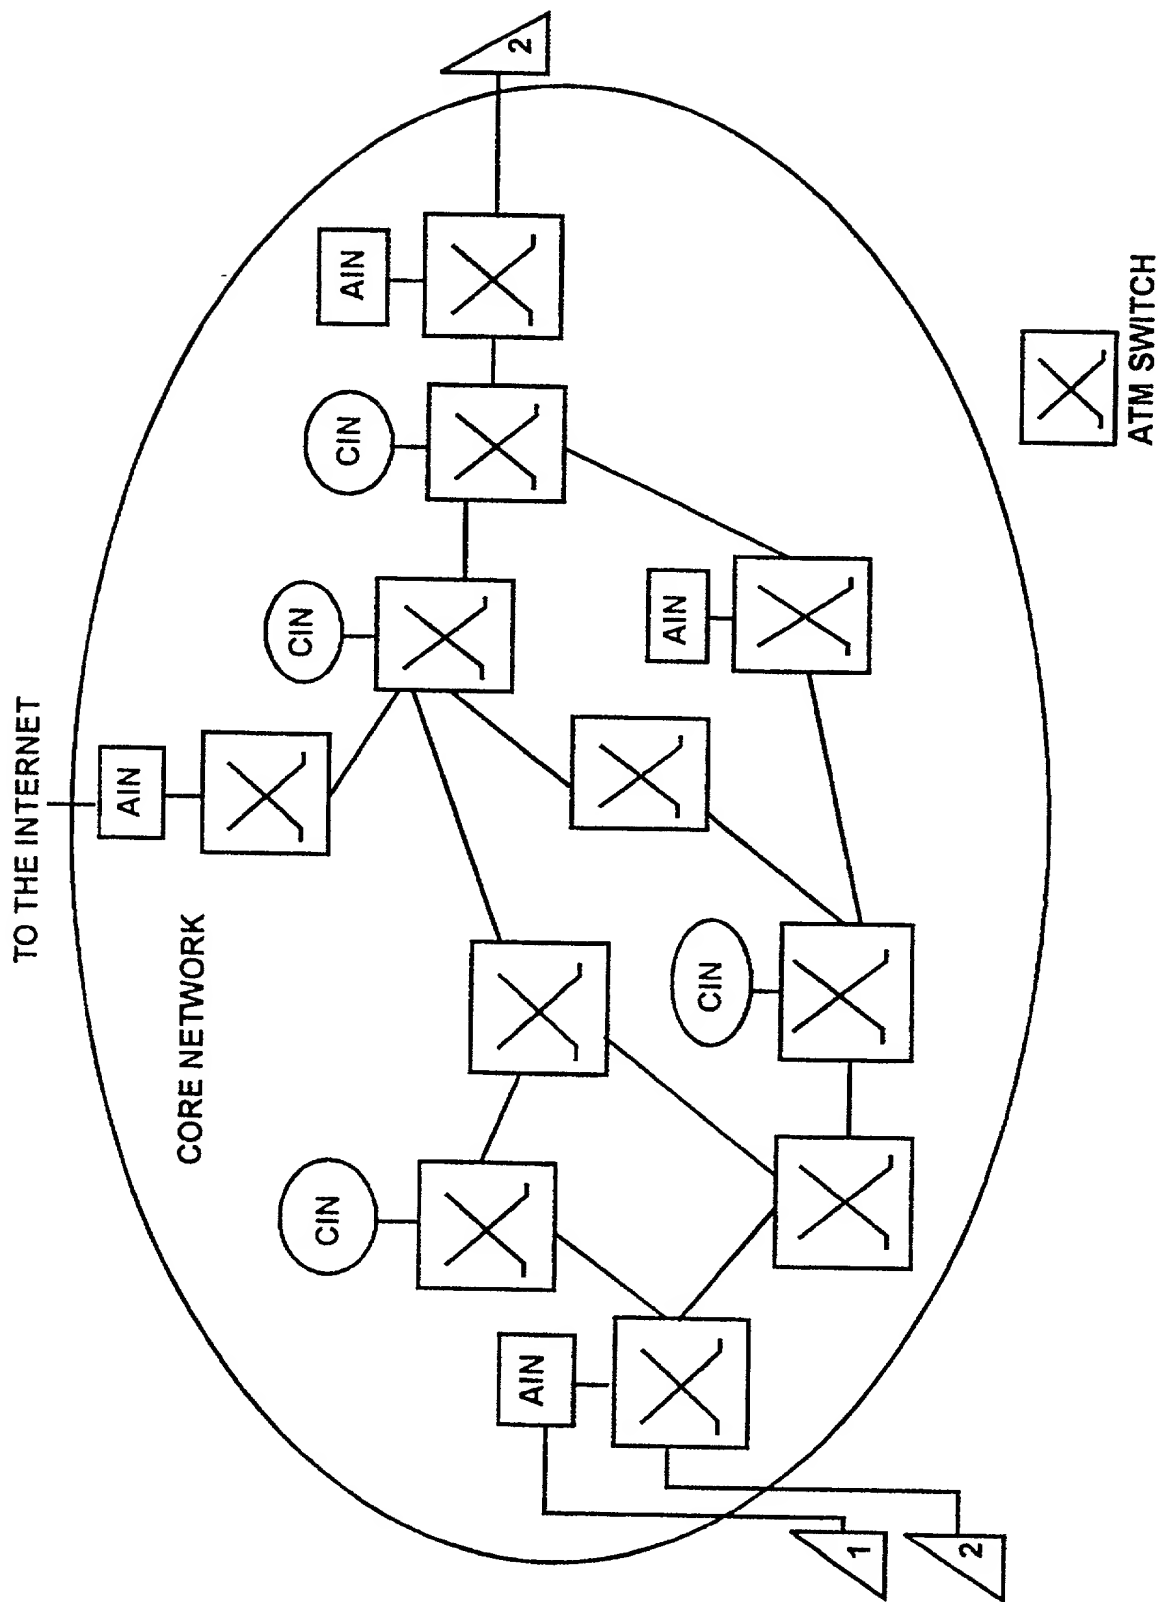 TO THE INTERNET
AIN
CORE NETWORK
CIN
CIN
CIN
AIN
2
AIN
AIN
CIN
1
2
ATM SWITCH